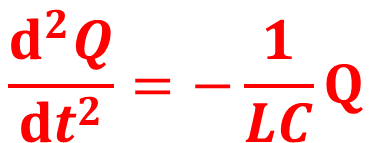 d²Q/dt² = − 1/LC Q